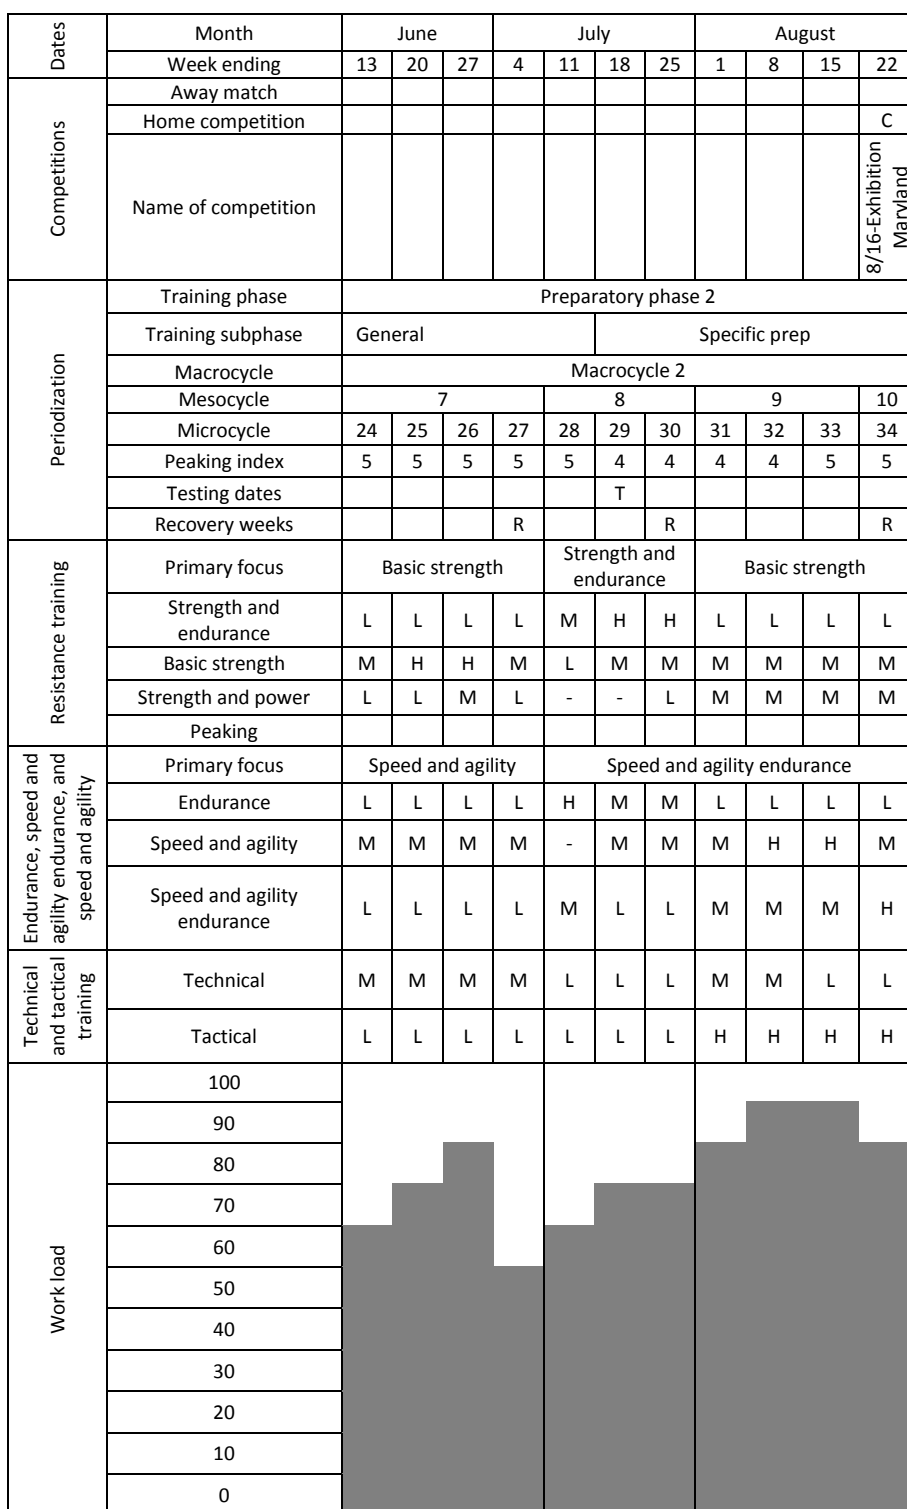 Dates Month June July August
Week ending 13 20 27 4 11 18 25 1 8 15 22
Competitions Away match
Home competition C
Name of competition 8/16-Exhibition Maryland
Periodization Training phase Preparatory phase 2
Training subphase General Specific prep
Macrocycle Macrocycle 2
Mesocycle 7 8 9 10
Microcycle 24 25 26 27 28 29 30 31 32 33 34
Peaking index 5 5 5 5 5 4 4 4 4 5 5
Testing dates T
Recovery weeks R R R
Resistance training Primary focus Basic strength Strength and endurance Basic strength
Strength and endurance L L L L M H H L L L L
Basic strength M H H M L M M M M M M
Strength and power L L M L - - L M M M M
Peaking
Endurance, speed and agility endurance, and speed and agility Primary focus Speed and agility Speed and agility endurance
Endurance L L L L H M M L L L L
Speed and agility M M M M - M M M H H M
Speed and agility endurance L L L L M L L M M M H
Technical and tactical training Technical M M M M L L L M M L L
Tactical L L L L L L L H H H H
Work load 100
90
80
70
60
50
40
30
20
10
0